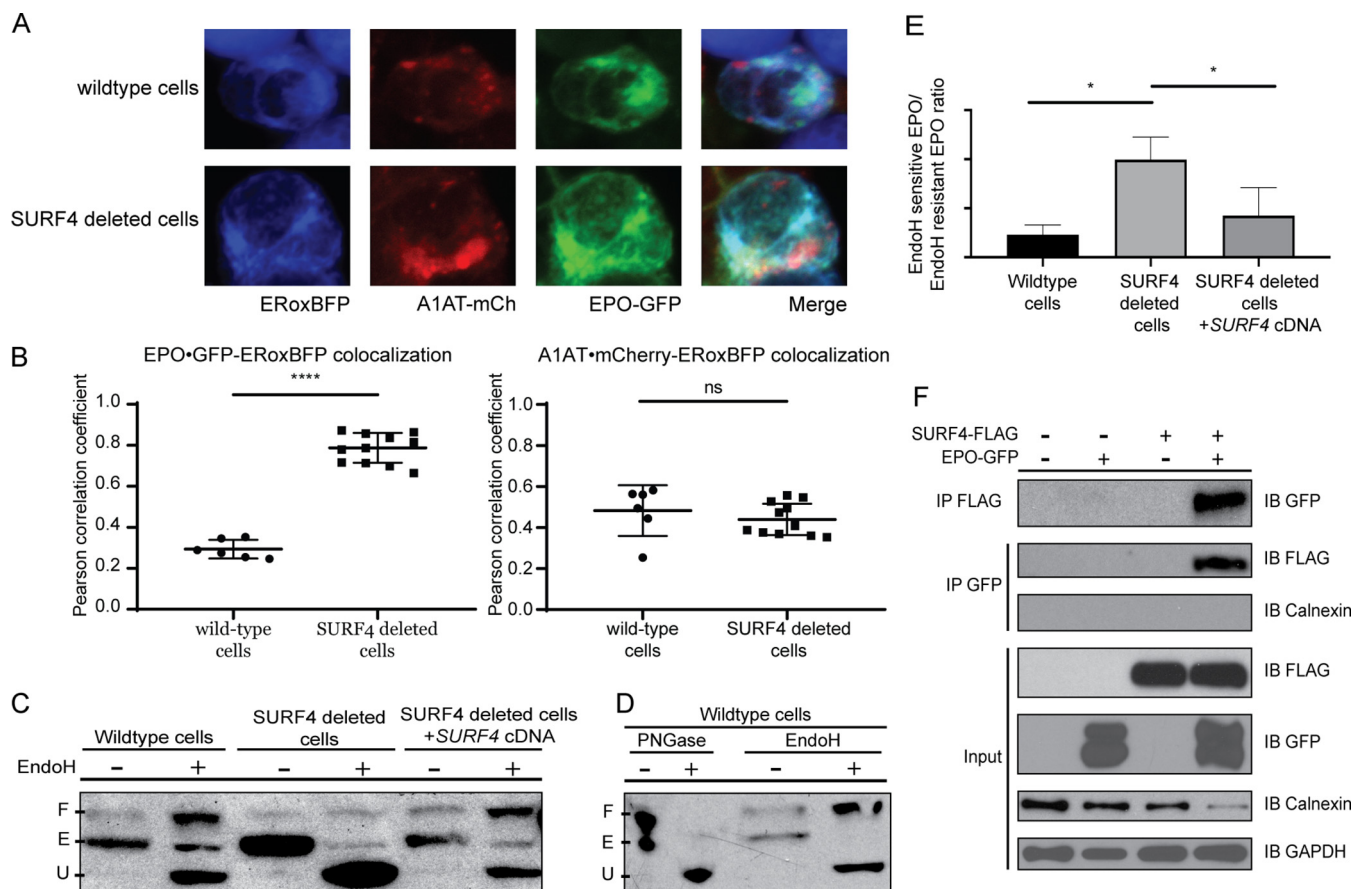 A
wildtype cells
SURF4 deleted cells
ERoxBFP
A1AT-mCh
EPO-GFP
Merge
B
EPO•GFP-ERoxBFP colocalization
****
Pearson correlation coefficient
1.0
0.8
0.6
0.4
0.2
0.0
wild-type
cells
SURF4 deleted
cells
A1AT•mCherry-ERoxBFP colocalization
ns
Pearson correlation coefficient
1.0
0.8
0.6
0.4
0.2
0.0
wild-type
cells
SURF4 deleted
cells
C
Wildtype cells
SURF4 deleted
cells
SURF4 deleted cells
+SURF4 cDNA
EndoH
– + – + – +
F
E
U
D
Wildtype cells
PNGase
EndoH
– + – +
F
E
U
E
EndoH sensitive EPO/
EndoH resistant EPO ratio
*
*
Wildtype
cells
SURF4
deleted
cells
SURF4
deleted
cells
+SURF4 cDNA
F
SURF4-FLAG - - + +
EPO-GFP - + - +
IP FLAG
IB GFP
IP GFP
IB FLAG
IB Calnexin
Input
IB FLAG
IB GFP
IB Calnexin
IB GAPDH